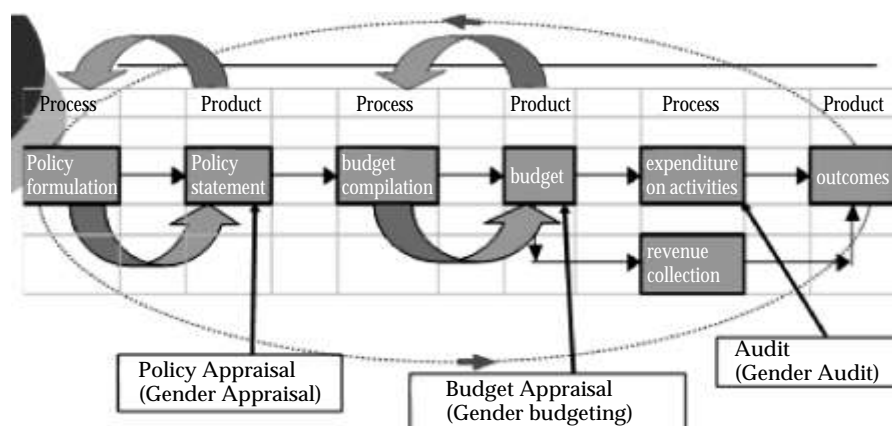 Process Product Process Product Process Product
Policy
formulation
Policy
statement
budget
compilation
budget
expenditure
on activities
outcomes
revenue
collection
Policy Appraisal
(Gender Appraisal)
Budget Appraisal
(Gender budgeting)
Audit
(Gender Audit)